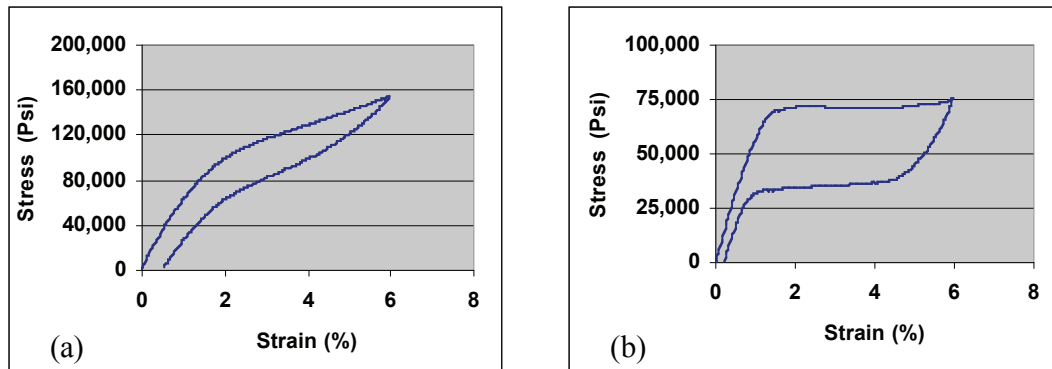 Stress (Psi)
200,000
160,000
120,000
80,000
40,000
0
0 2 4 6 8
Strain (%)
(a)
Stress (Psi)
100,000
75,000
50,000
25,000
0
0 2 4 6 8
Strain (%)
(b)